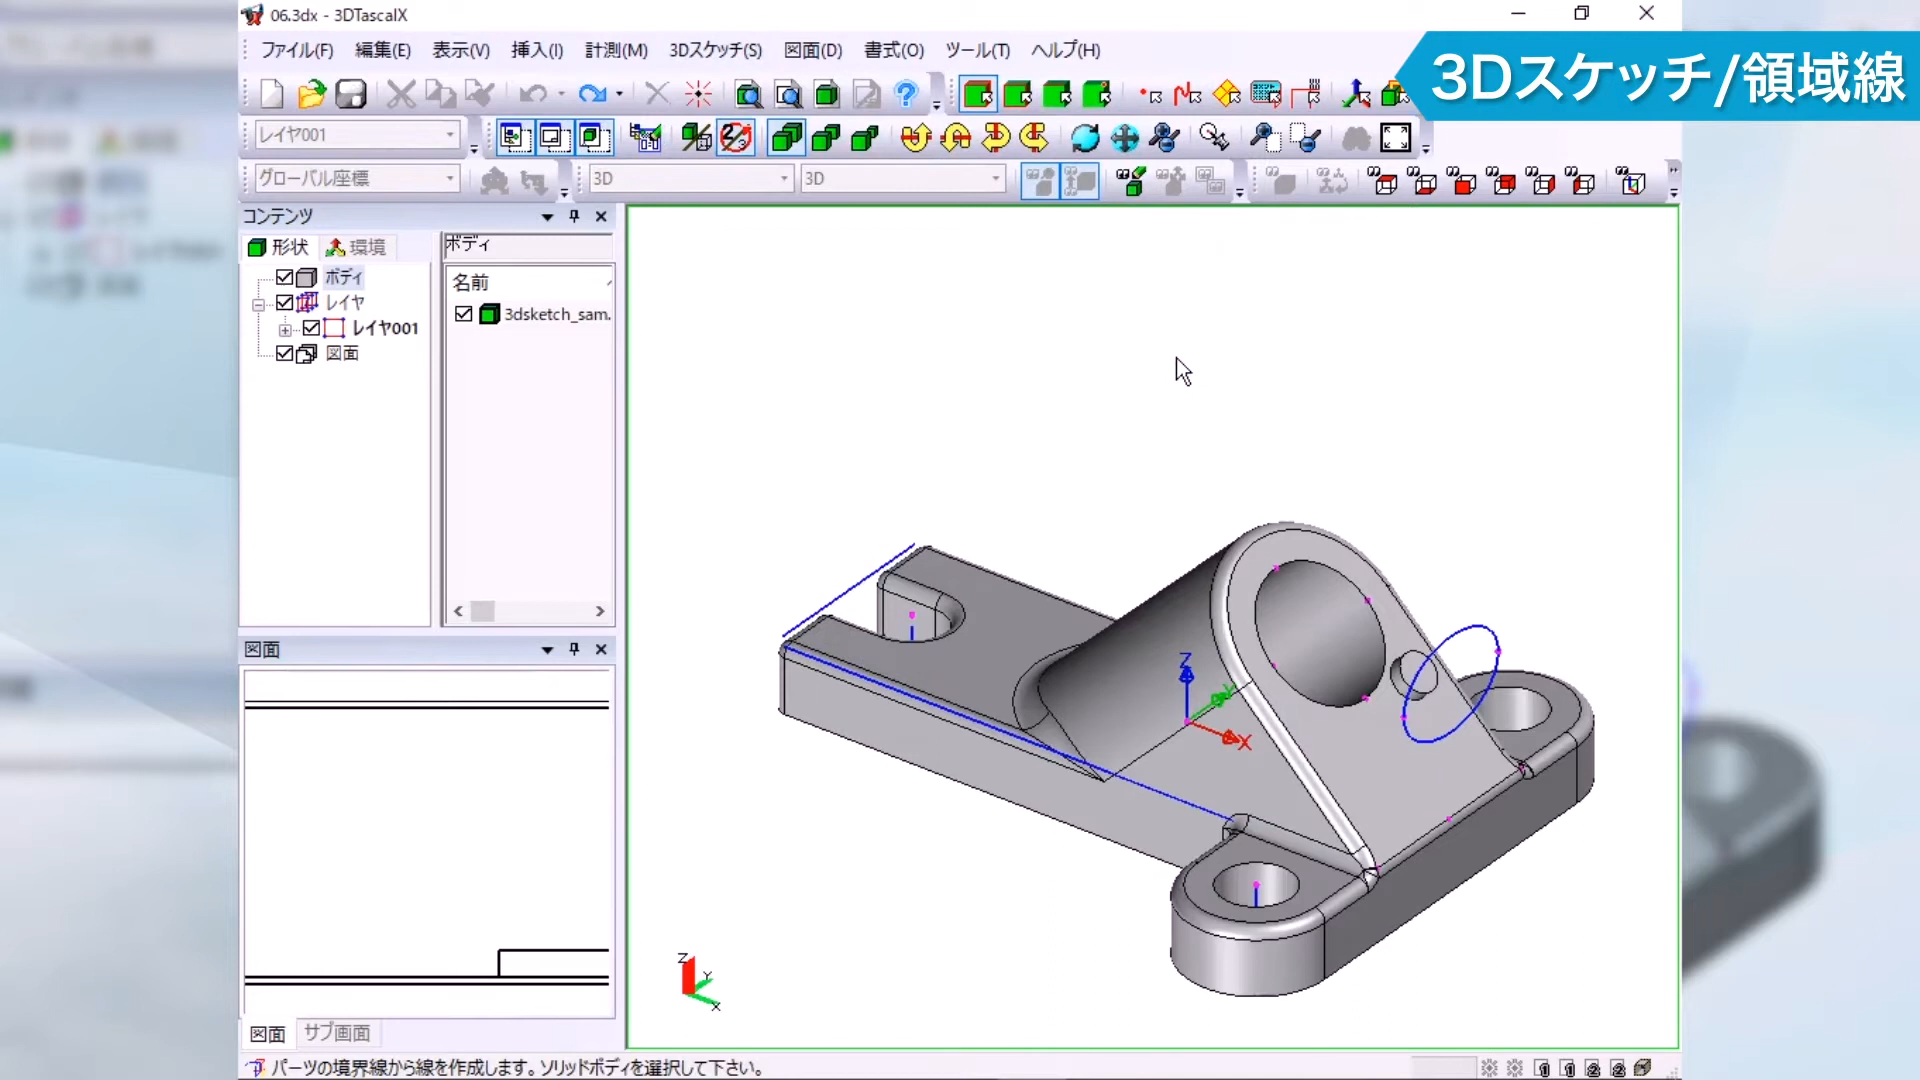 06.3dx - 3DTascalX
ファイル(F) 編集(E) 表示(V) 挿入(I) 計測(M) 3Dスケッチ(S) 図面(D) 書式(O) ツール(T) ヘルプ(H)
3Dスケッチ/領域線
レイヤ001
グローバル座標 3D 3D
コンテンツ
形状 環境
ボディ
レイヤ
レイヤ001
図面
ボディ
名前
3dsketch_sam.
図面
Z
Y
X
Z
Y
X
図面 サブ画面
パーツの境界線から線を作成します。ソリッドボディを選択して下さい。